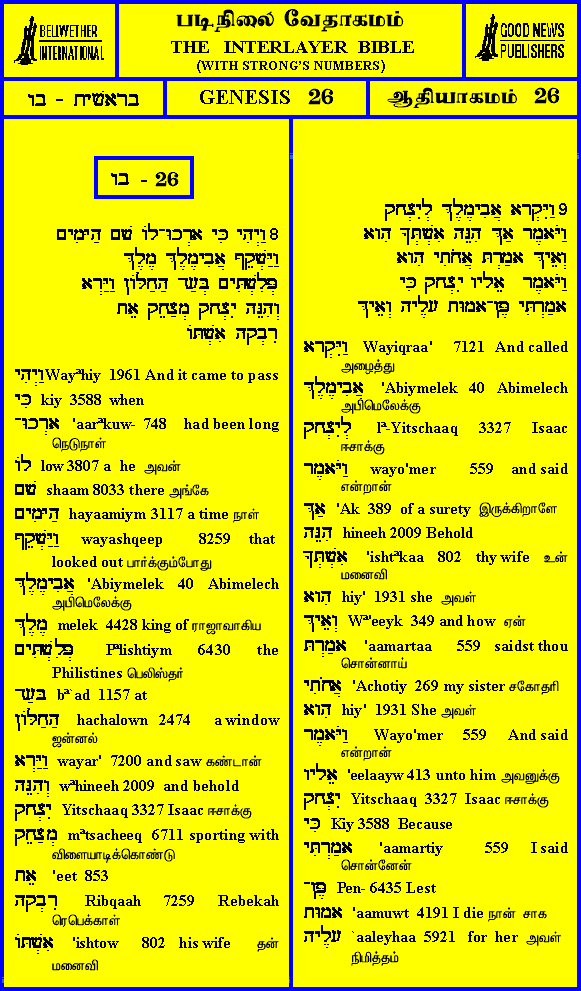 BELLWETHER
INTERNATIONAL
படிநிலை வேதாகமம்
THE INTERLAYER BIBLE
(WITH STRONG'S NUMBERS)
GOOD NEWS
PUBLISHERS
בראשית - בו
GENESIS 26
ஆதியாகமம் 26
בו - 26
8 וַיְהִי כִּי אָרְכוּ־לוֹ שָׁם הַיָּמִים
וַיַּשְׁקֵף אֲבִימֶלֶךְ מֶלֶךְ
פְּלִשְׁתִּים בְּעַד הַחַלּוֹן וַיַּרְא
וְהִנֵּה יִצְחָק מְצַחֵק אֵת
רִבְקָה אִשְׁתּוֹ
וַיְהִי Wayᵃhiy 1961 And it came to pass
כִּי kiy 3588 when
אָרְכוּ־ 'aarᵃkuw- 748 had been long
நெடுநாள்
לוֹ low 3807 a he அவன்
שָׁם shaam 8033 there அங்கே
הַיָּמִים hayaamiym 3117 a time நாள்
וַיַּשְׁקֵף wayashqeep 8259 that
looked out பார்க்கும்போது
אֲבִימֶלֶךְ 'Abiymelek 40 Abimelech
அபிமெலேக்கு
מֶלֶךְ melek 4428 king of ராஜாவாகிய
פְּלִשְׁתִּים Pᵃlishtiym 6430 the
Philistines பெலிஸ்தர்
בְּעַד bᵃ`ad 1157 at
הַחַלּוֹן hachalown 2474 a window
ஜன்னல்
וַיַּרְא wayar' 7200 and saw கண்டான்
וְהִנֵּה wᵃhineeh 2009 and behold
יִצְחָק Yitschaaq 3327 Isaac ஈசாக்கு
מְצַחֵק mᵃtsacheeq 6711 sporting with
விளையாடிக்கொண்டு
אֵת 'eet 853
רִבְקָה Ribqaah 7259 Rebekah
ரெபெக்காள்
אִשְׁתּוֹ 'ishtow 802 his wife தன்
மனைவி
9 וַיִּקְרָא אֲבִימֶלֶךְ לְיִצְחָק
וַיֹּאמֶר אַךְ הִנֵּה אִשְׁתְּךָ הִוא
וְאֵיךְ אָמַרְתָּ אֲחֹתִי הִוא
וַיֹּאמֶר אֵלָיו יִצְחָק כִּי
אָמַרְתִּי פֶּן־אָמוּת עָלֶיהָ וְאֵיךְ
וַיִּקְרָא Wayiqraa' 7121 And called
அழைத்து
אֲבִימֶלֶךְ 'Abiymelek 40 Abimelech
அபிமெலேக்கு
לְיִצְחָק lᵃ-Yitschaaq 3327 Isaac
ஈசாக்கு
וַיֹּאמֶר wayo'mer 559 and said
என்றான்
אַךְ 'Ak 389 of a surety இருக்கிறாளே
הִנֵּה hineeh 2009 Behold
אִשְׁתְּךָ 'ishtᵃkaa 802 thy wife உன்
மனைவி
הִוא hiy' 1931 she அவள்
וְאֵיךְ Wᵃ'eeyk 349 and how ஏன்
אָמַרְתָּ 'aamartaa 559 saidst thou
சொன்னாய்
אֲחֹתִי 'Achotiy 269 my sister சகோதரி
הִוא hiy' 1931 She அவள்
וַיֹּאמֶר Wayo'mer 559 And said
என்றான்
אֵלָיו 'eelaayw 413 unto him அவனுக்கு
יִצְחָק Yitschaaq 3327 Isaac ஈசாக்கு
כִּי Kiy 3588 Because
אָמַרְתִּי 'aamartiy 559 I said
சொன்னேன்
פֶּן־ Pen- 6435 Lest
אָמוּת 'aamuwt 4191 I die நான் சாக
עָלֶיהָ `aaleyhaa 5921 for her அவள்
நிமித்தம்